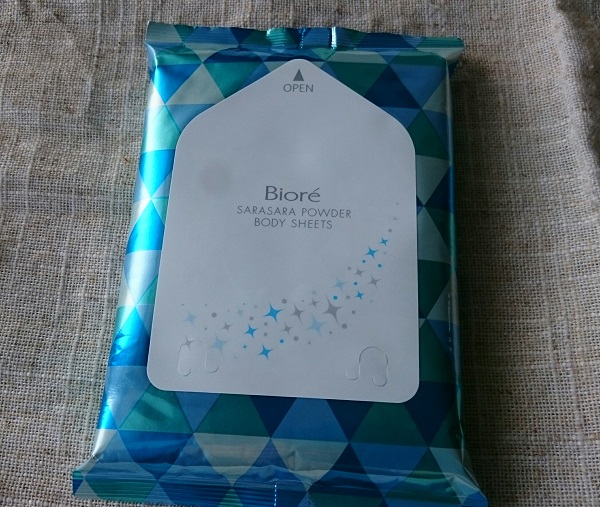 OPEN
Bioré
SARASARA POWDER
BODY SHEETS